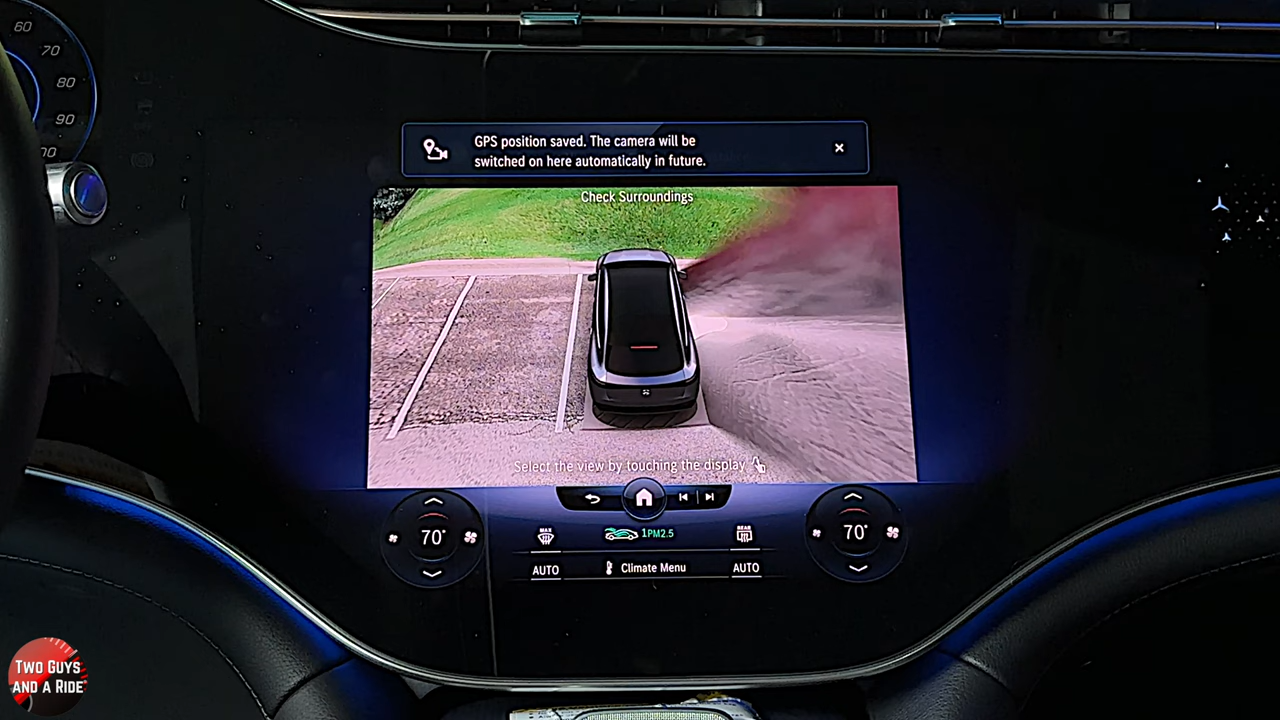 60
70
80
90
GPS position saved. The camera will be
switched on here automatically in future.
Check Surroundings
Select the view by touching the display
70°
MAX
1PM2.5
REAR
70°
AUTO
Climate Menu
AUTO
TWO GUYS
AND A RIDE